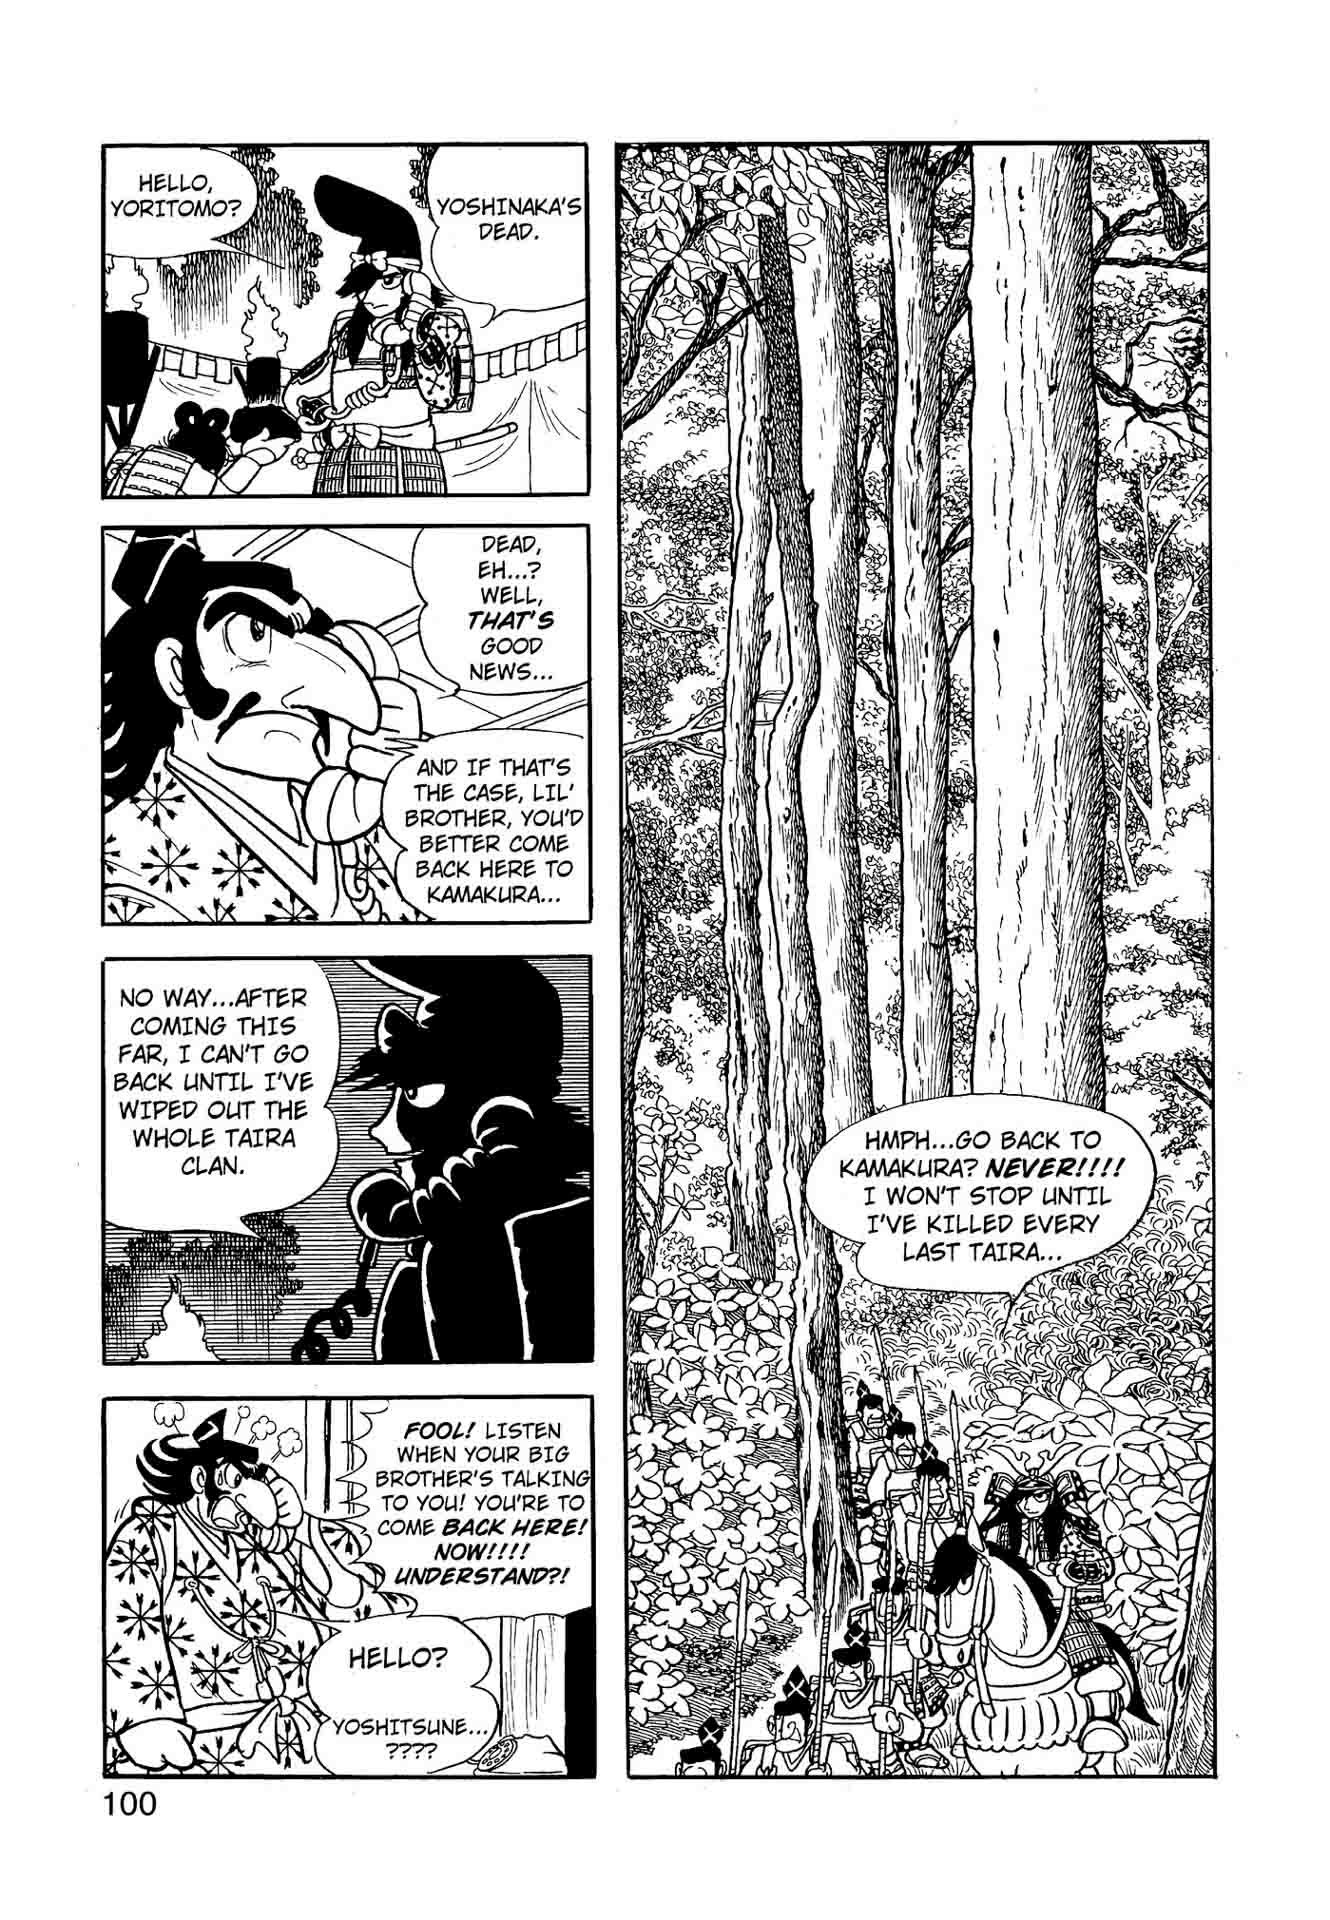 HELLO,
YORITOMO?
YOSHINAKA'S
DEAD.
DEAD,
EH...?
WELL,
THAT'S
GOOD
NEWS...
AND IF THAT'S
THE CASE, LIL'
BROTHER, YOU'D
BETTER COME
BACK HERE TO
KAMAKURA...
NO WAY...AFTER
COMING THIS
FAR, I CAN'T GO
BACK UNTIL I'VE
WIPED OUT THE
WHOLE TAIRA
CLAN.
FOOL! LISTEN
WHEN YOUR BIG
BROTHER'S TALKING
TO YOU! YOU'RE TO
COME BACK HERE!
NOW!!!!
UNDERSTAND?!
HELLO?
YOSHITSUNE...
????
HMPH...GO BACK TO
KAMAKURA? NEVER!!!!
I WON'T STOP UNTIL
I'VE KILLED EVERY
LAST TAIRA...
100